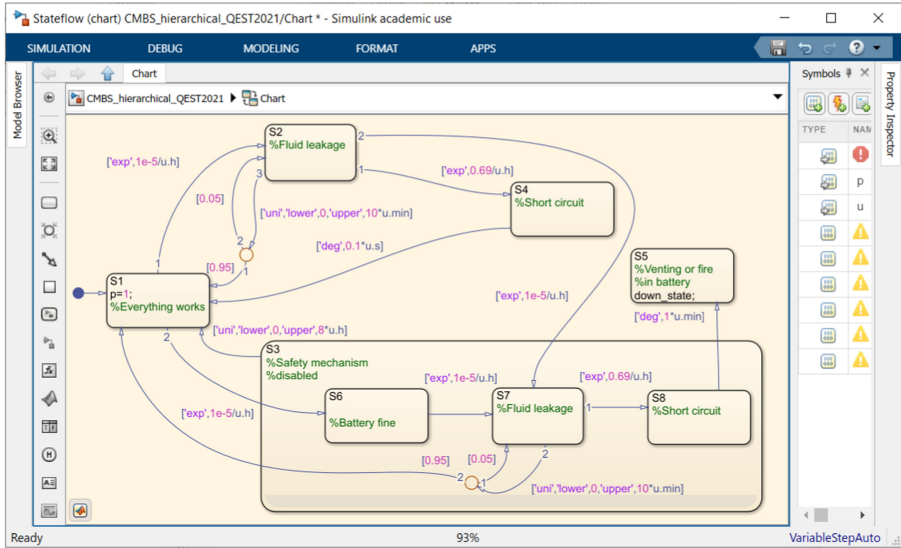 Stateflow (chart) CMBS_hierarchical_QEST2021/Chart * - Simulink academic use
SIMULATION DEBUG MODELING FORMAT APPS
?
Model Browser
Chart
CMBS_hierarchical_QEST2021 Chart
Symbols
Property Inspector
TYPE NAM
p
u
S2
%Fluid leakage
2
1
3
['exp',1e-5/u.h]
['exp',0.69/u.h]
[0.05]
S4
%Short circuit
['uni','lower',0,'upper',10*u.min]
2
1
['deg',0.1*u.s]
[0.95]
1
S1
p=1;
%Everything works
2
S5
%Venting or fire
%in battery
down_state;
['exp',1e-5/u.h]
['deg',1*u.min]
['uni','lower',0,'upper',8*u.h]
S3
%Safety mechanism
%disabled
['exp',1e-5/u.h]
['exp',0.69/u.h]
S6
%Battery fine
S7
%Fluid leakage
1
2
S8
%Short circuit
['exp',1e-5/u.h]
[0.95] [0.05]
2 1
['uni','lower',0,'upper',10*u.min]
Ready 93% VariableStepAuto